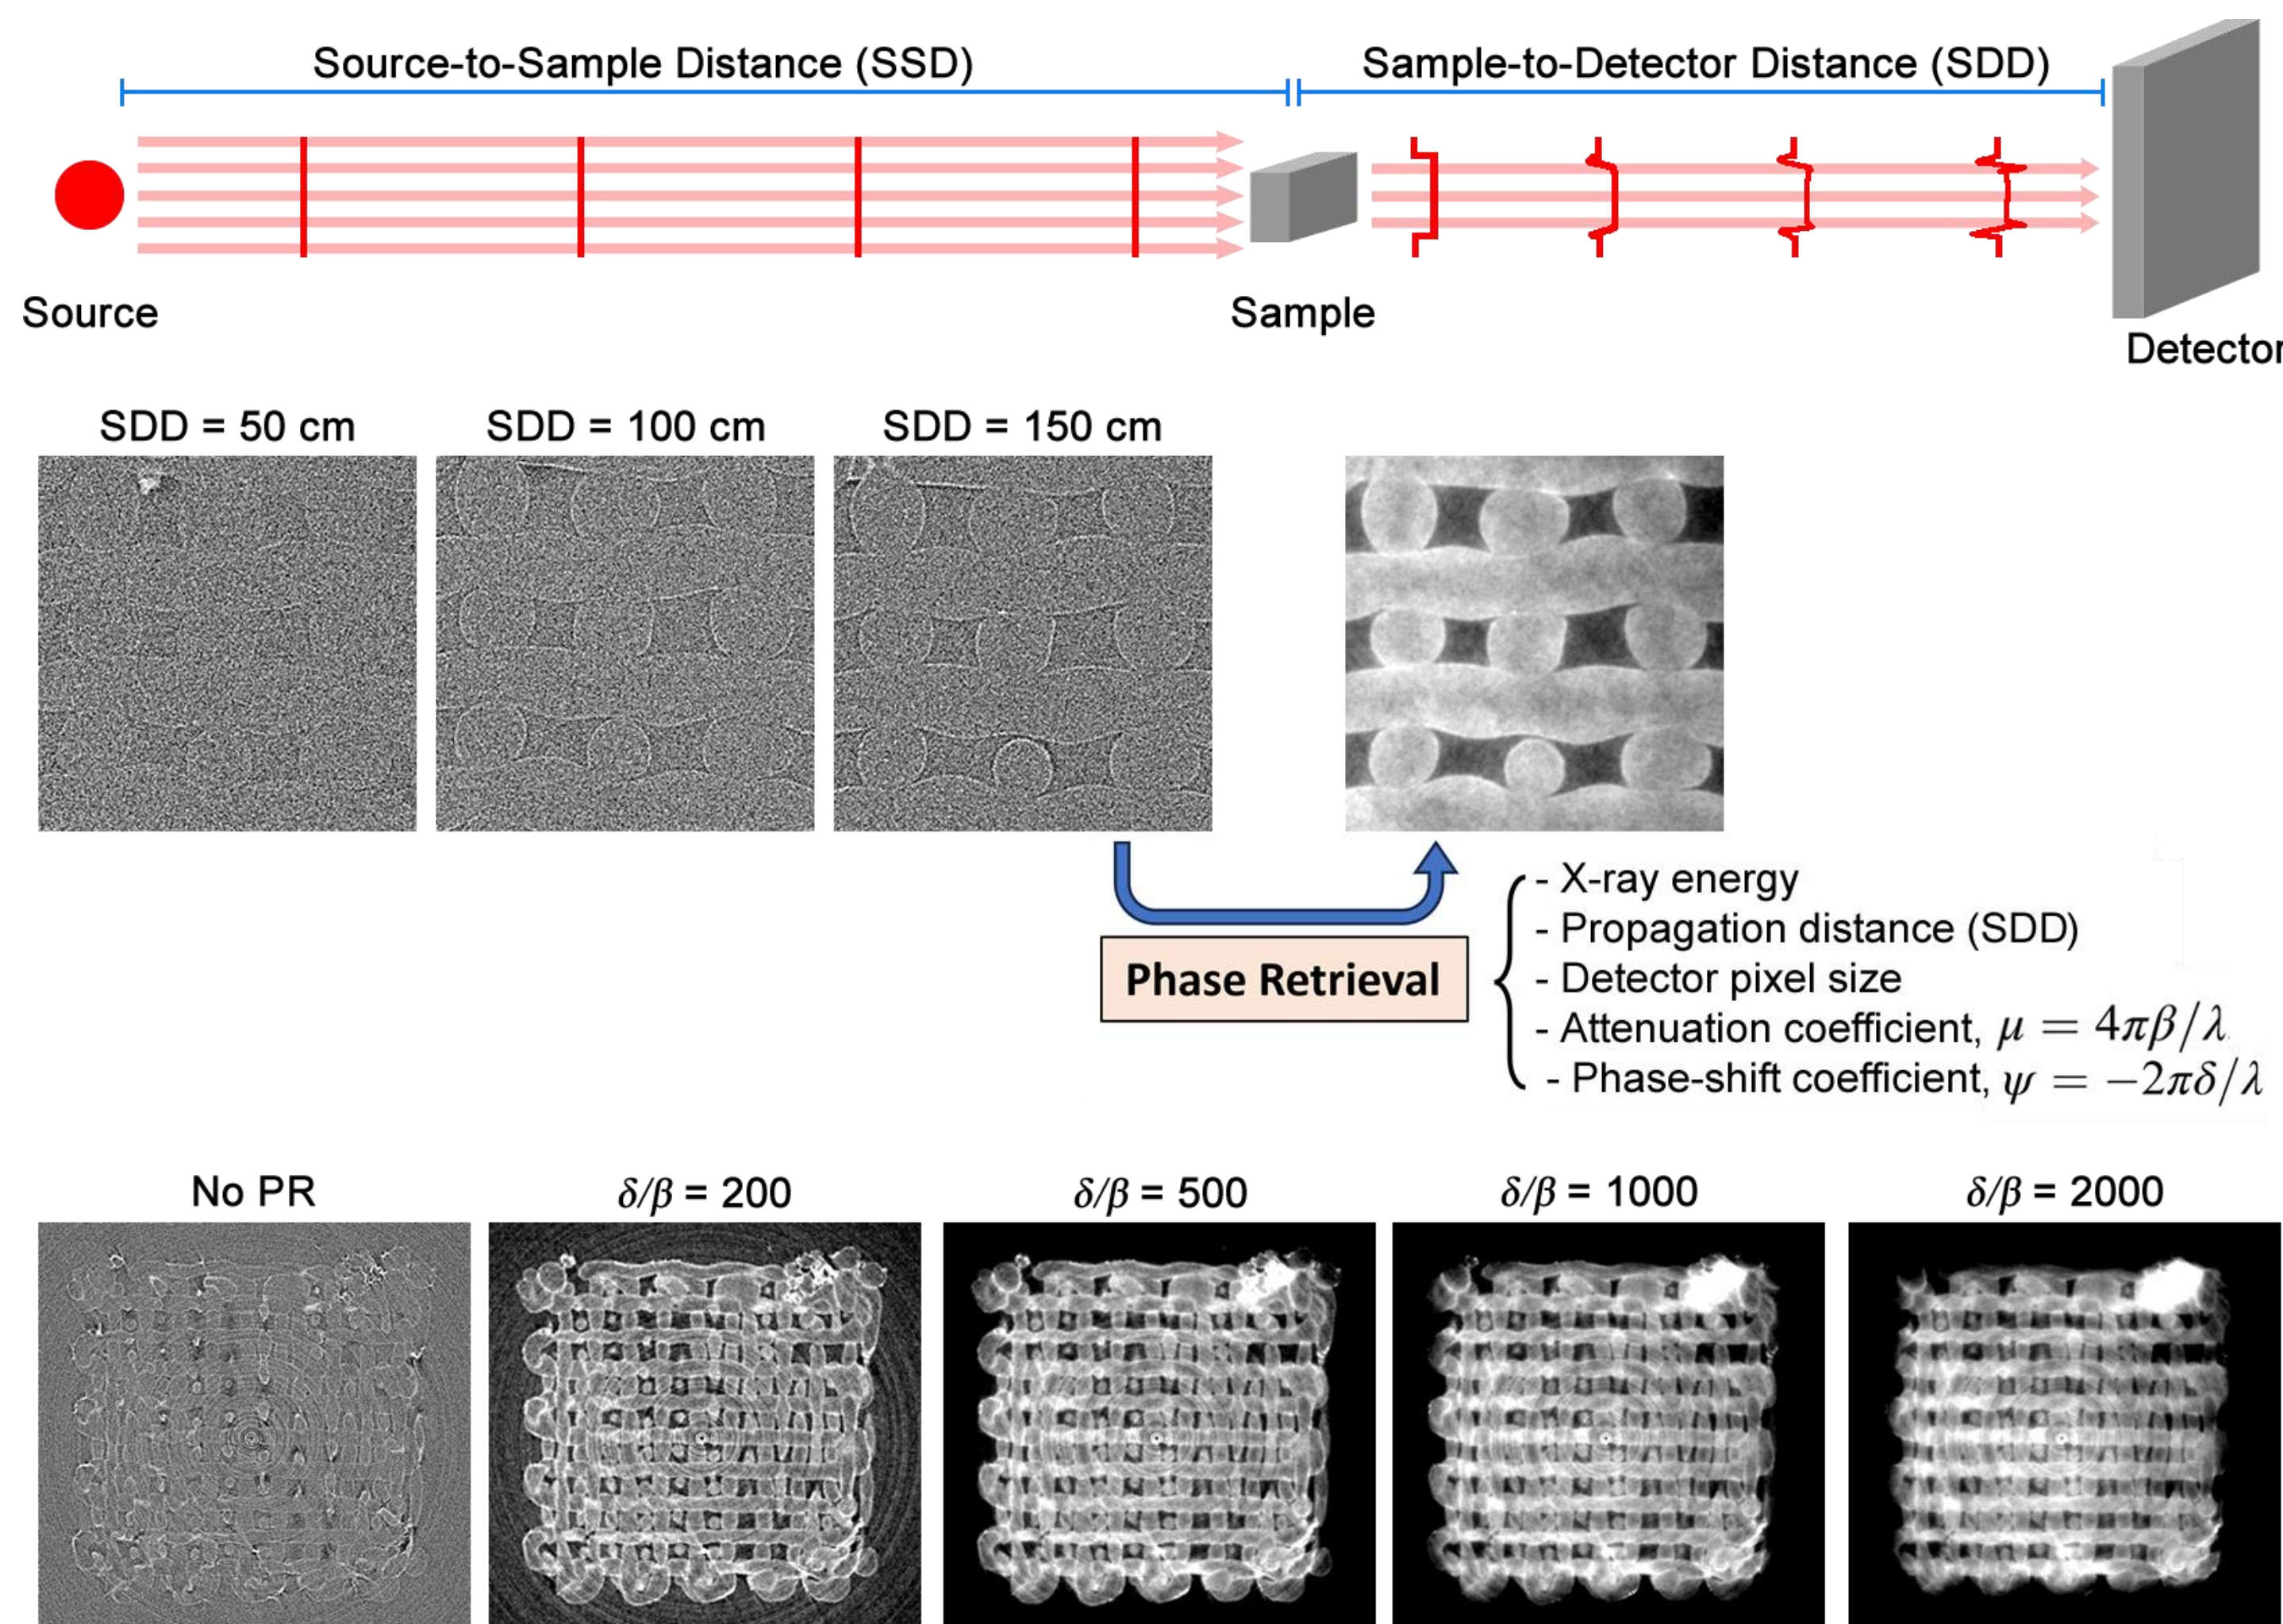 Source-to-Sample Distance (SSD)
Sample-to-Detector Distance (SDD)
Source
Sample
Detector
SDD = 50 cm
SDD = 100 cm
SDD = 150 cm
Phase Retrieval
- X-ray energy
- Propagation distance (SDD)
- Detector pixel size
- Attenuation coefficient, μ = 4πβ/λ
- Phase-shift coefficient, ψ = −2πδ/λ
No PR
δ/β = 200
δ/β = 500
δ/β = 1000
δ/β = 2000